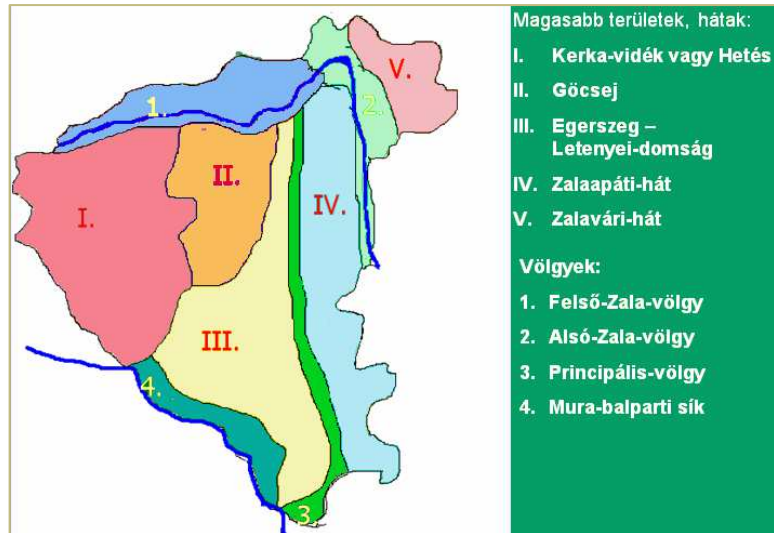 V.
1.
2.
II.
I.
IV.
III.
4.
3.
Magasabb területek, hátak:
I. Kerka-vidék vagy Hetés
II. Göcsej
III. Egerszeg –
Letenyei-domság
IV. Zalaapáti-hát
V. Zalavári-hát
Völgyek:
1. Felső-Zala-völgy
2. Alsó-Zala-völgy
3. Principális-völgy
4. Mura-balparti sík